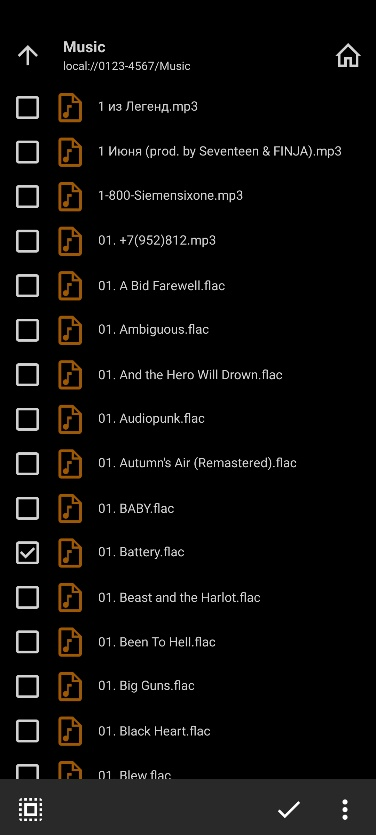 Music
local://0123-4567/Music
1 из Легенд.mp3
1 Июня (prod. by Seventeen & FINJA).mp3
1-800-Siemensixone.mp3
01. +7(952)812.mp3
01. A Bid Farewell.flac
01. Ambiguous.flac
01. And the Hero Will Drown.flac
01. Audiopunk.flac
01. Autumn's Air (Remastered).flac
01. BABY.flac
01. Battery.flac
01. Beast and the Harlot.flac
01. Been To Hell.flac
01. Big Guns.flac
01. Black Heart.flac
01. Blew.flac